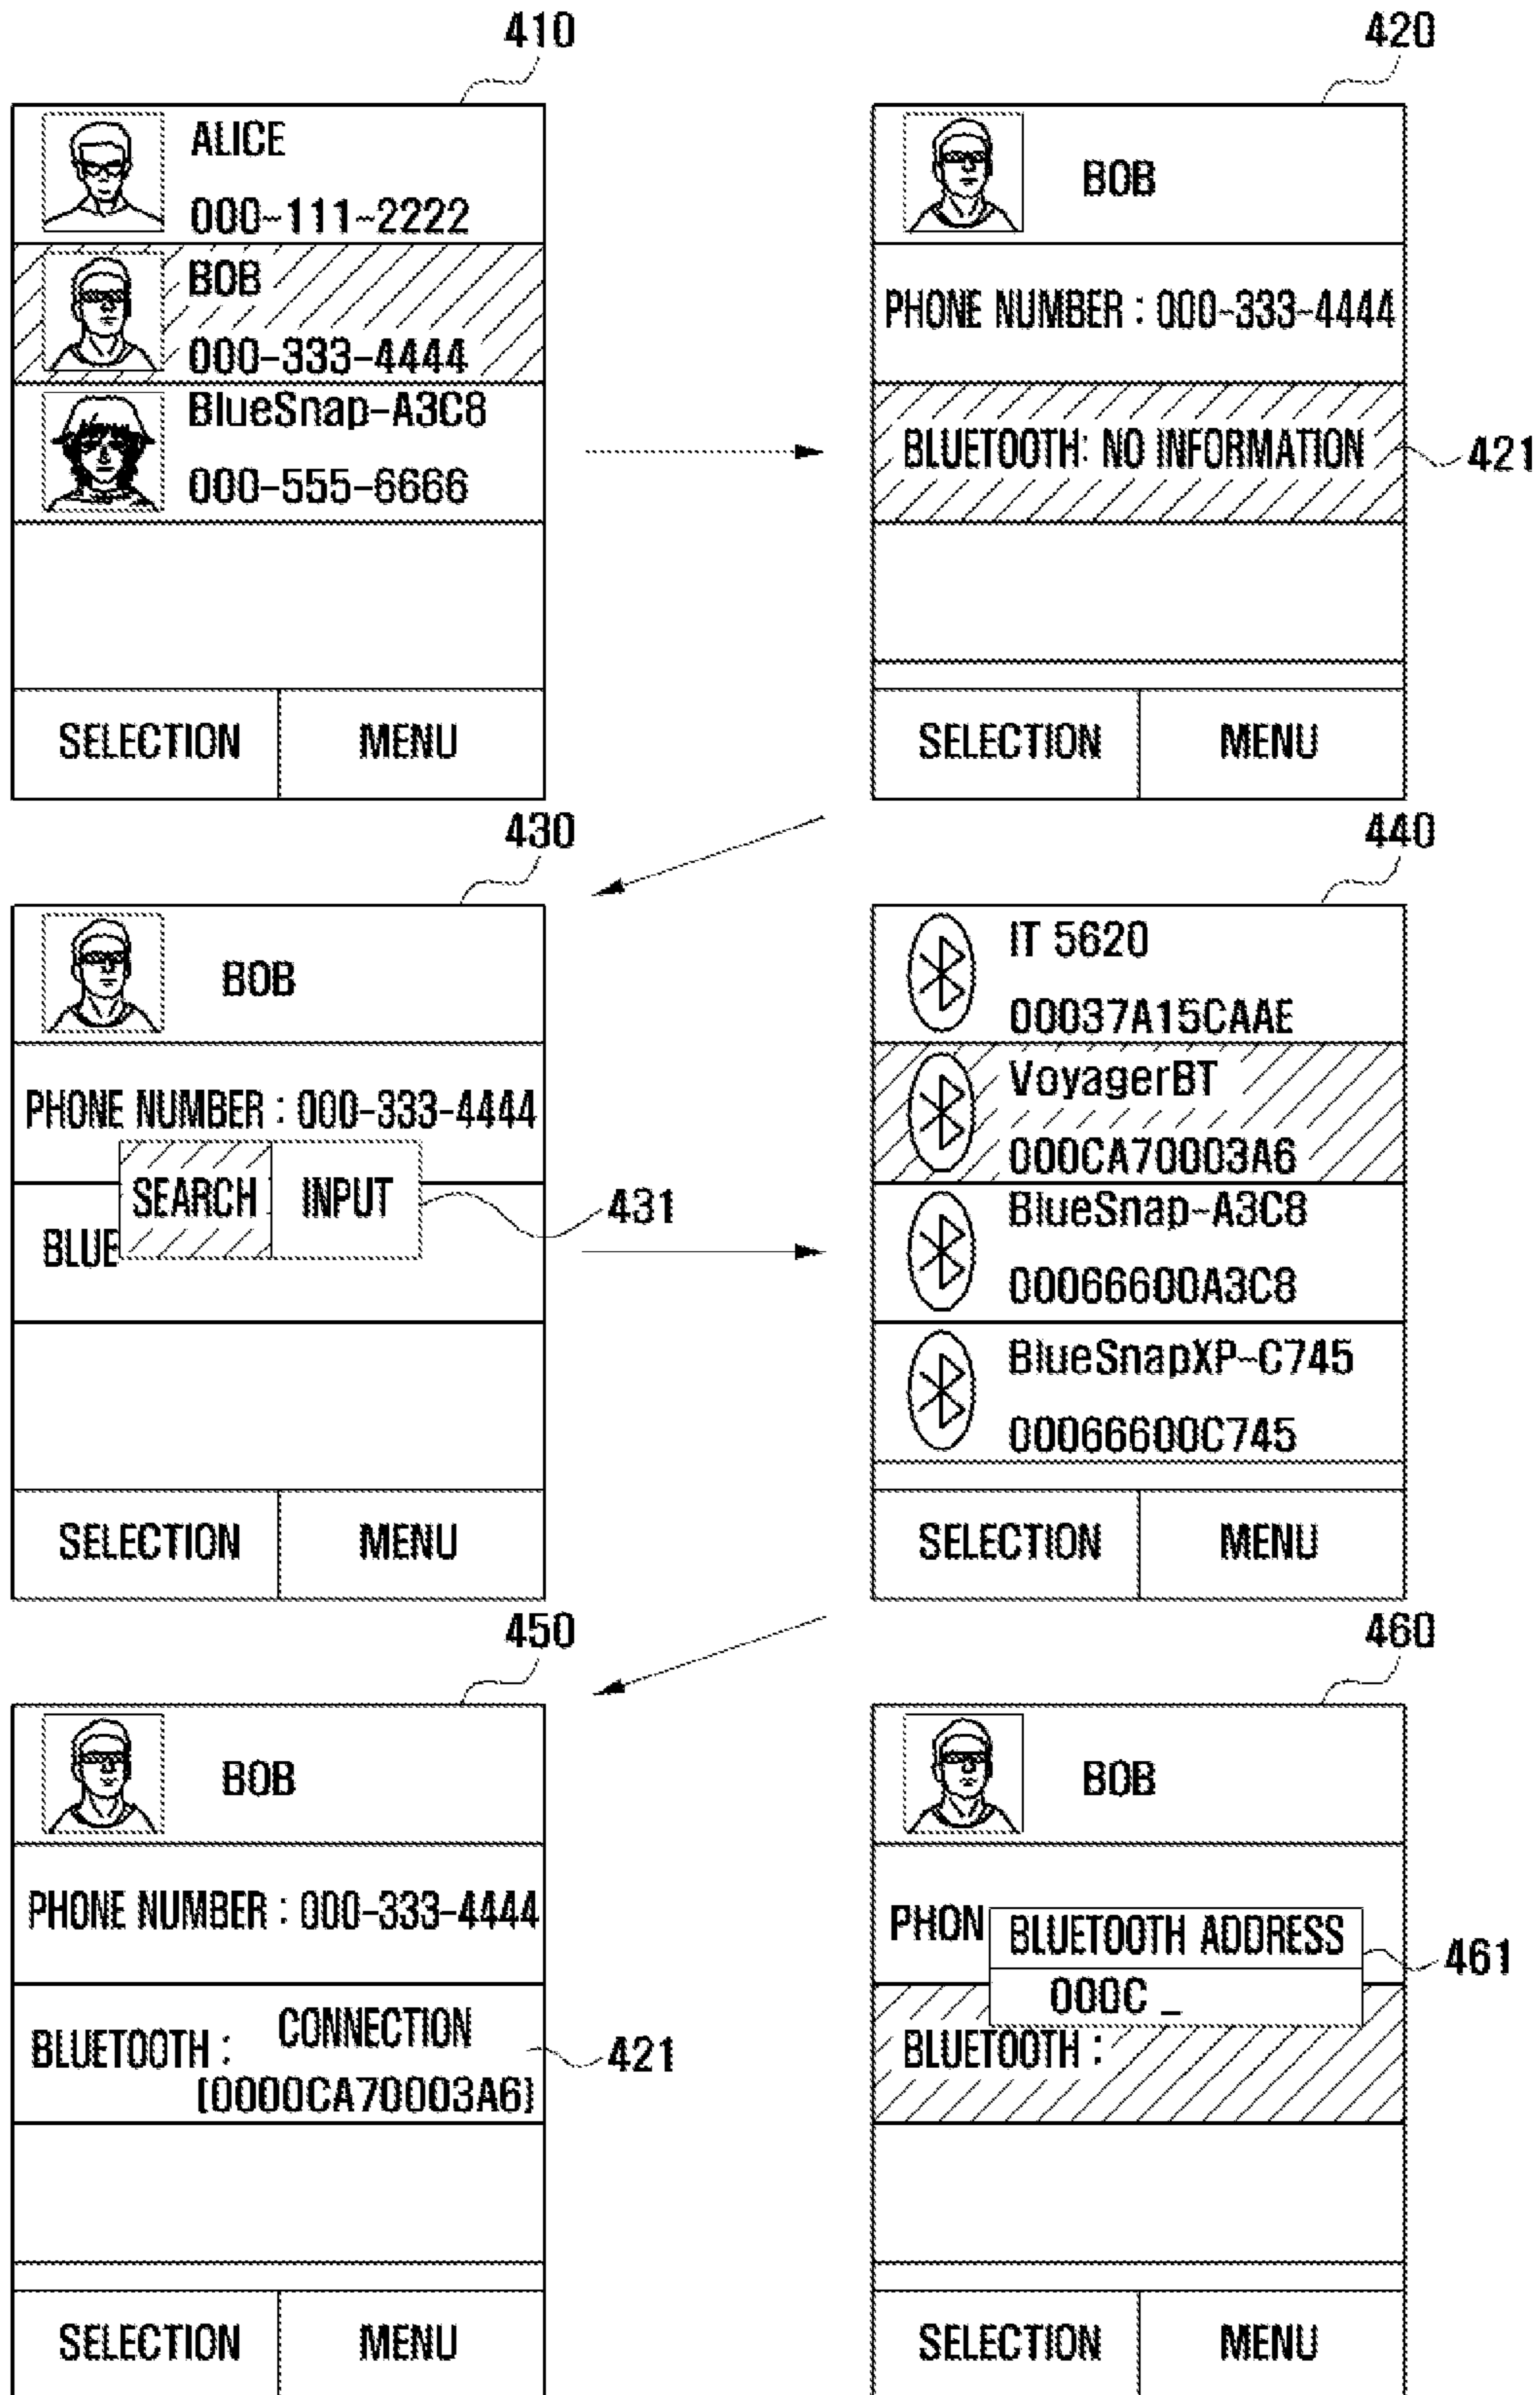 410
ALICE
000-111-2222
BOB
000-333-4444
BlueSnap-A3C8
000-555-6666
SELECTION MENU
420
BOB
PHONE NUMBER : 000-333-4444
BLUETOOTH: NO INFORMATION
421
SELECTION MENU
430
BOB
PHONE NUMBER : 000-333-4444
SEARCH INPUT
431
BLUE
SELECTION MENU
440
IT 5620
00037A15CAAE
VoyagerBT
000CA70003A6
BlueSnap-A3C8
00066600A3C8
BlueSnapXP-C745
00066600C745
SELECTION MENU
450
BOB
PHONE NUMBER : 000-333-4444
BLUETOOTH : CONNECTION
(0000CA70003A6)
421
SELECTION MENU
460
BOB
PHON
BLUETOOTH ADDRESS
461
000C _
BLUETOOTH :
SELECTION MENU